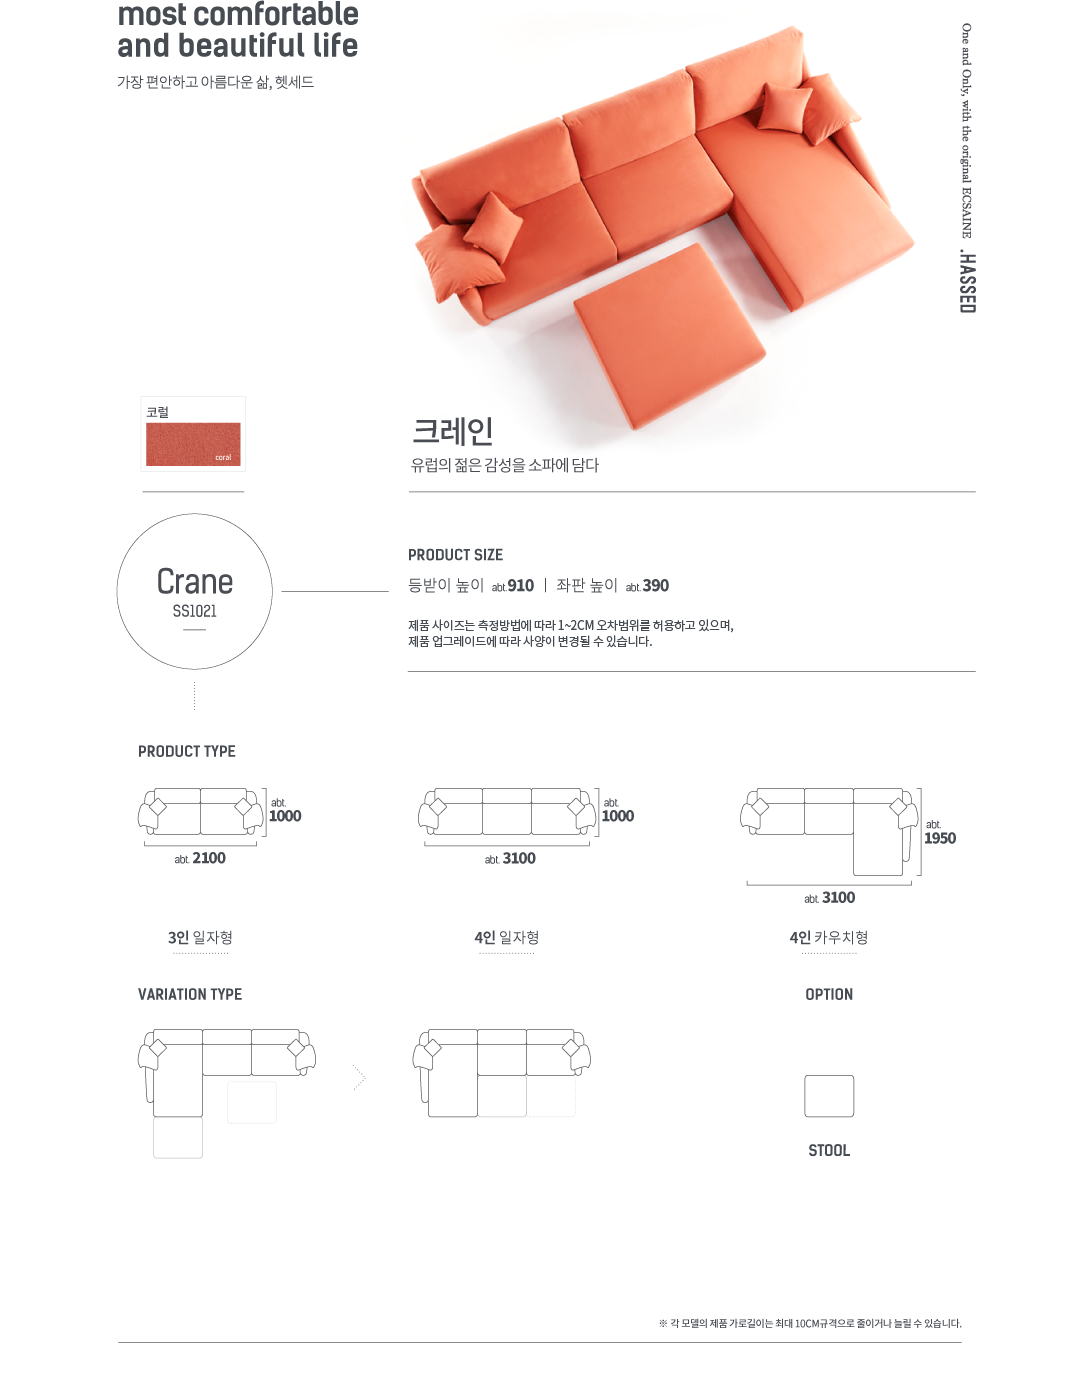 most comfortable
and beautiful life
가장 편안하고 아름다운 삶, 헷세드
One and Only, with the original ECSAINE .HASSED
코럴
coral
크레인
유럽의 젊은 감성을 소파에 담다
Crane
SS1021
PRODUCT SIZE
등받이 높이 abt.910 | 좌판 높이 abt.390
제품 사이즈는 측정방법에 따라 1~2CM 오차범위를 허용하고 있으며,
제품 업그레이드에 따라 사양이 변경될 수 있습니다.
PRODUCT TYPE
abt.
1000
abt. 2100
3인 일자형
abt.
1000
abt. 3100
4인 일자형
abt.
1950
abt. 3100
4인 카우치형
VARIATION TYPE
OPTION
STOOL
※ 각 모델의 제품 가로길이는 최대 10CM규격으로 줄이거나 늘릴 수 있습니다.